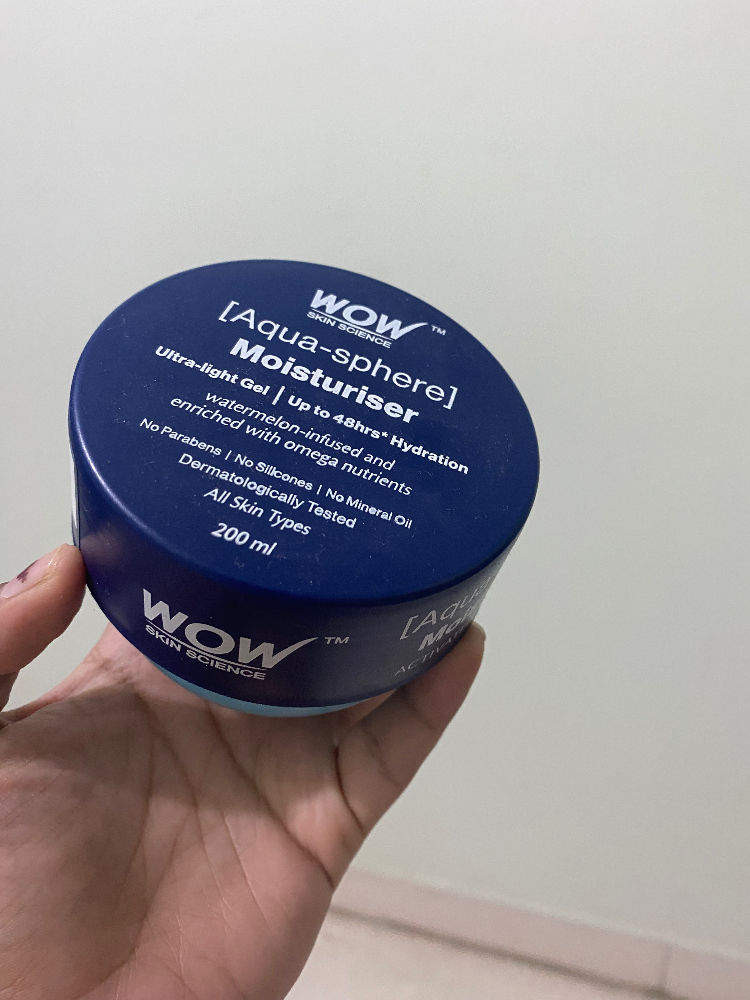 WOW™
SKIN SCIENCE
[Aqua-sphere]
Moisturiser
Ultra-light Gel | Up to 48hrs* Hydration
watermelon-infused and
enriched with omega nutrients
No Parabens | No Silicones | No Mineral Oil
Dermatologically Tested
All Skin Types
200 ml
WOW™
SKIN SCIENCE